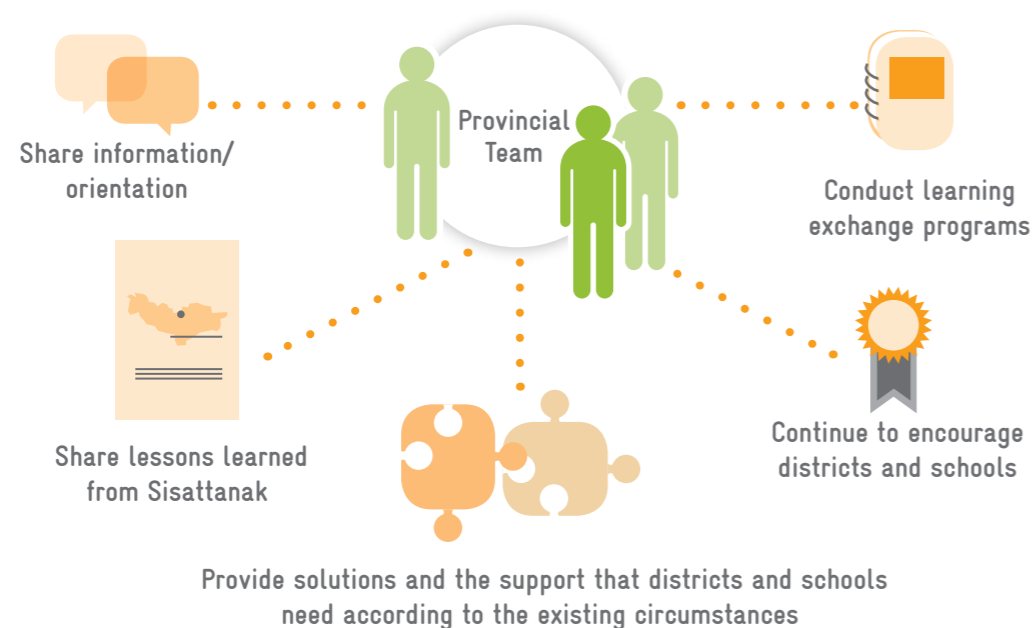 Share information/
orientation
Provincial
Team
Conduct learning
exchange programs
Share lessons learned
from Sisattanak
Continue to encourage
districts and schools
Provide solutions and the support that districts and schools
need according to the existing circumstances